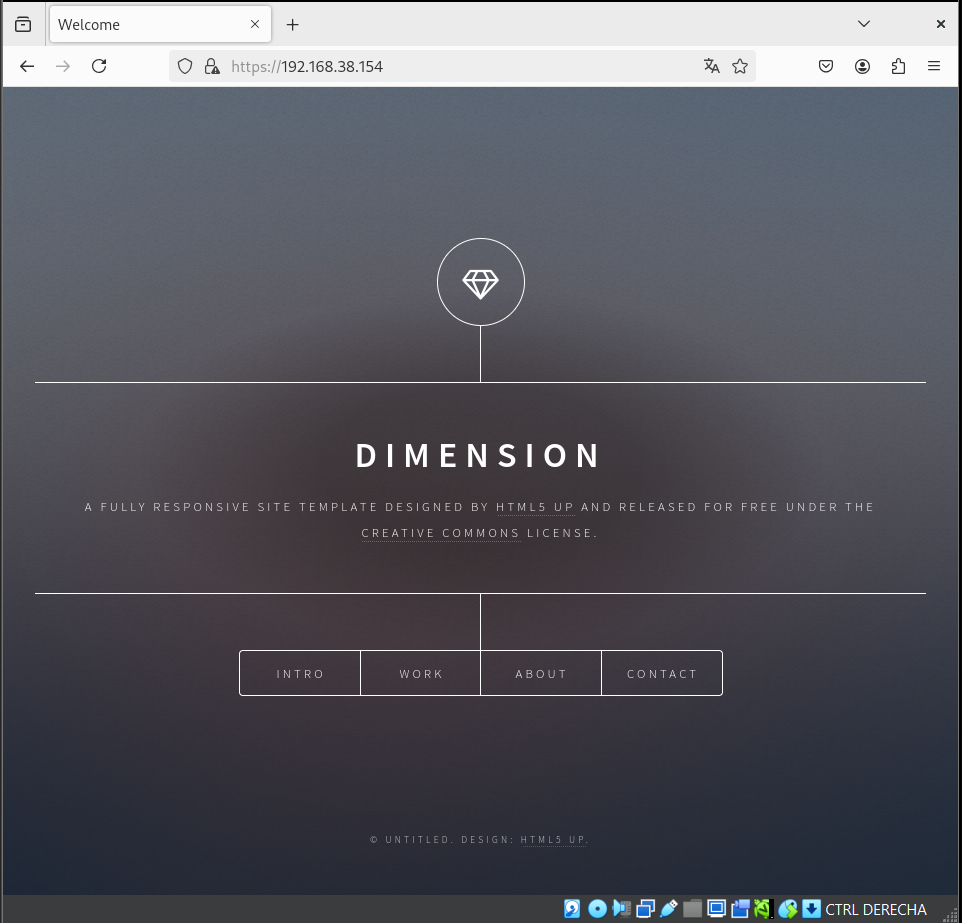 Welcome
https://192.168.38.154
DIMENSION
A FULLY RESPONSIVE SITE TEMPLATE DESIGNED BY HTML5 UP AND RELEASED FOR FREE UNDER THE
CREATIVE COMMONS LICENSE.
INTRO WORK ABOUT CONTACT
© UNTITLED. DESIGN: HTML5 UP.
CTRL DERECHA